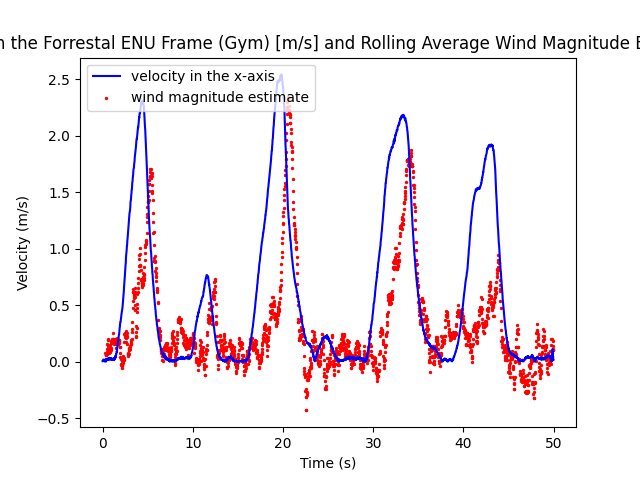 the Forrestal ENU Frame (Gym) [m/s] and Rolling Average Wind Magnitude
velocity in the x-axis
wind magnitude estimate
Velocity (m/s)
2.5
2.0
1.5
1.0
0.5
0.0
−0.5
0
10
20
30
40
50
Time (s)